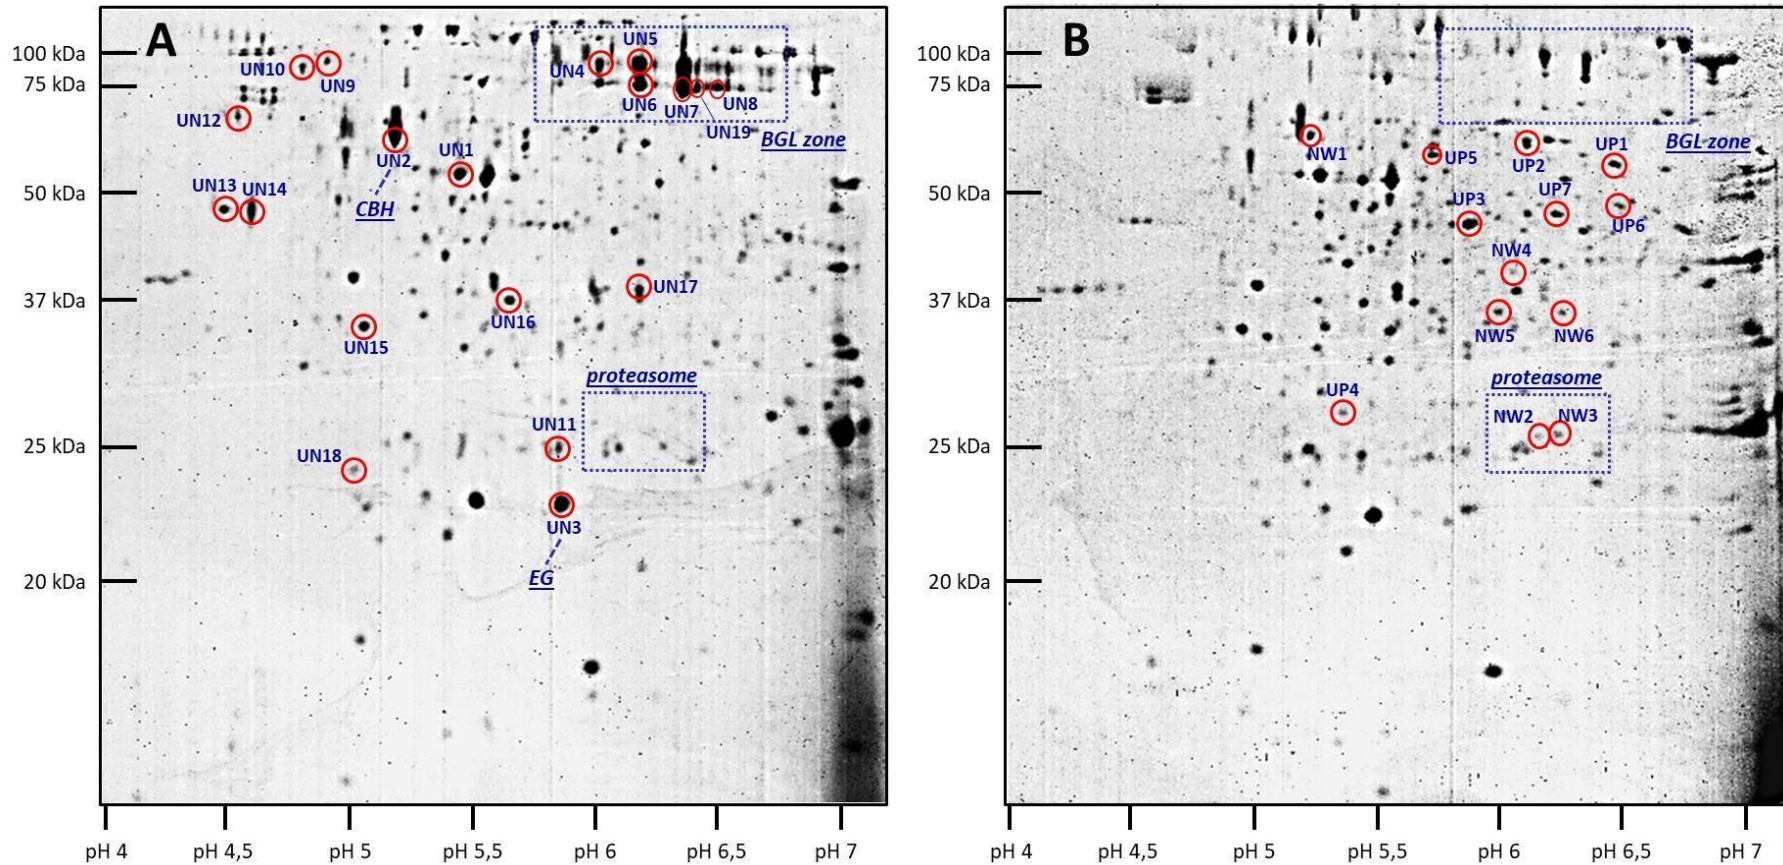 A
100 kDa
75 kDa
50 kDa
37 kDa
25 kDa
20 kDa
UN10
UN9
UN12
UN13
UN14
UN2
CBH
UN1
UN4
UN5
UN6
UN7
UN19
UN8
BGL zone
UN17
UN16
UN15
proteasome
UN11
UN18
UN3
EG
pH 4
pH 4,5
pH 5
pH 5,5
pH 6
pH 6,5
pH 7
B
100 kDa
75 kDa
50 kDa
37 kDa
25 kDa
20 kDa
BGL zone
NW1
UP5
UP2
UP1
UP3
UP7
UP6
NW4
NW5
NW6
proteasome
UP4
NW2
NW3
pH 4
pH 4,5
pH 5
pH 5,5
pH 6
pH 6,5
pH 7